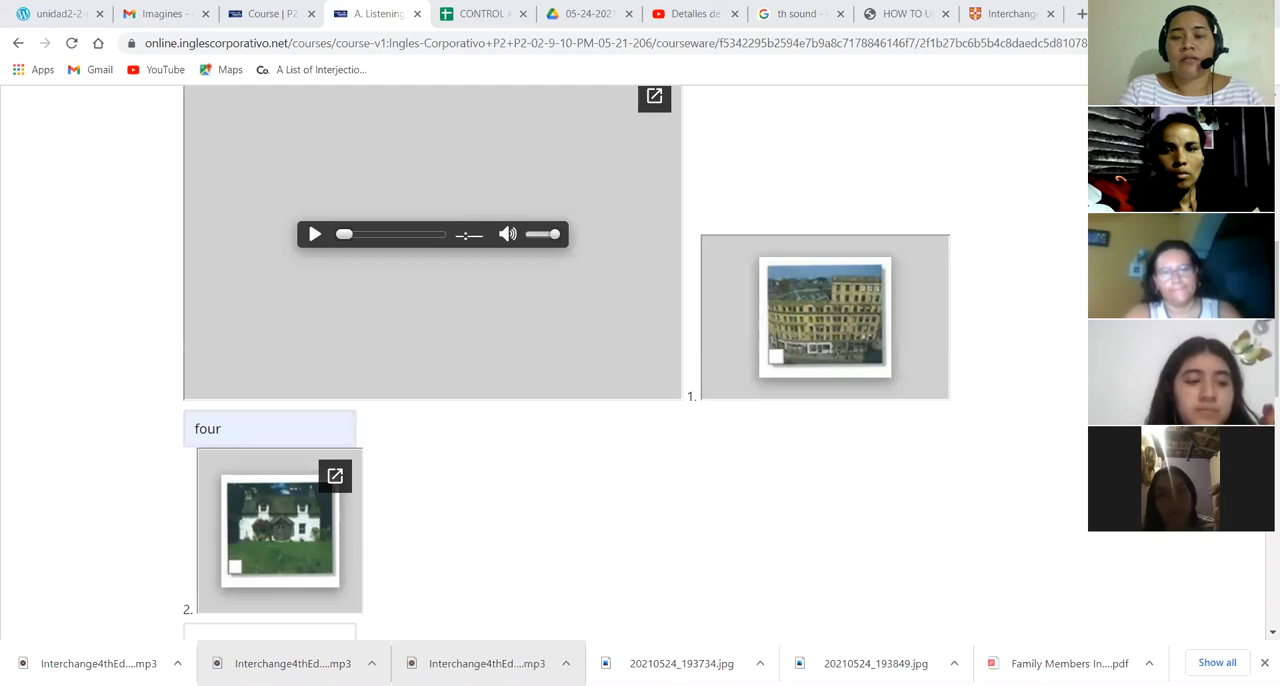 unidad2-2-r
Imagines -
Course | P2
A. Listening
CONTROL A
05-24-2021
Detalles de
th sound -
HOW TO U
Interchange
online.inglescorporativo.net/courses/course-v1:Ingles-Corporativo+P2+P2-02-9-10-PM-05-21-206/courseware/f5342295b2594e7b9a8c7178846146f7/2f1b27bc6b5b4c8daedc5d81078
Apps
Gmail
YouTube
Maps
Co.
A List of Interjectio...
-:--
1.
four
2.
Interchange4thEd....mp3
Interchange4thEd....mp3
Interchange4thEd....mp3
20210524_193734.jpg
20210524_193849.jpg
Family Members In....pdf
Show all